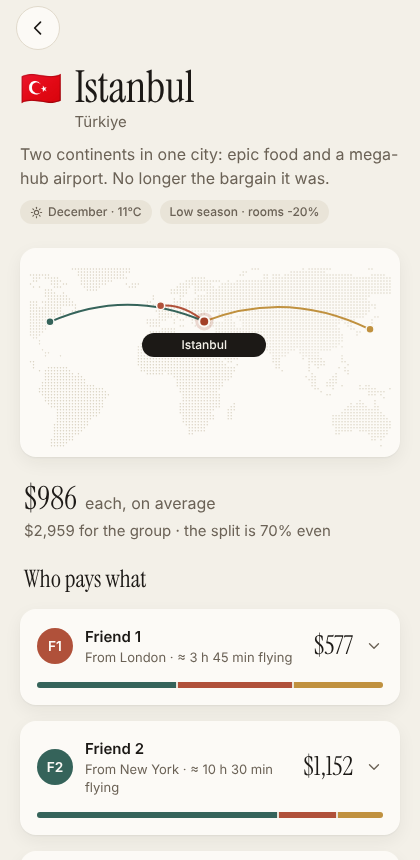 Istanbul
Türkiye
Two continents in one city: epic food and a mega-
hub airport. No longer the bargain it was.
December · 11°C
Low season · rooms -20%
Istanbul
$986 each, on average
$2,959 for the group · the split is 70% even
Who pays what
F1
Friend 1
From London · ≈ 3 h 45 min flying
$577
F2
Friend 2
From New York · ≈ 10 h 30 min
flying
$1,152